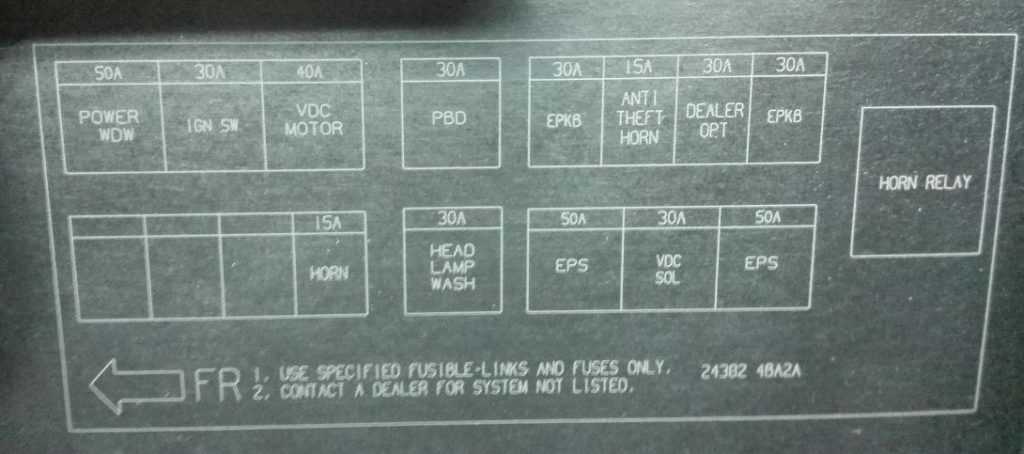 50A 30A 40A 30A 30A 15A 30A 30A
POWER WDW
IGN SW
VDC MOTOR
PBD
EPKB
ANTI THEFT HORN
DEALER OPT
EPKB
HORN RELAY
15A 30A 50A 30A 50A
HORN
HEAD LAMP WASH
EPS
VDC SOL
EPS
FR
1. USE SPECIFIED FUSIBLE-LINKS AND FUSES ONLY.
2. CONTACT A DEALER FOR SYSTEM NOT LISTED.
24382 4BA2A